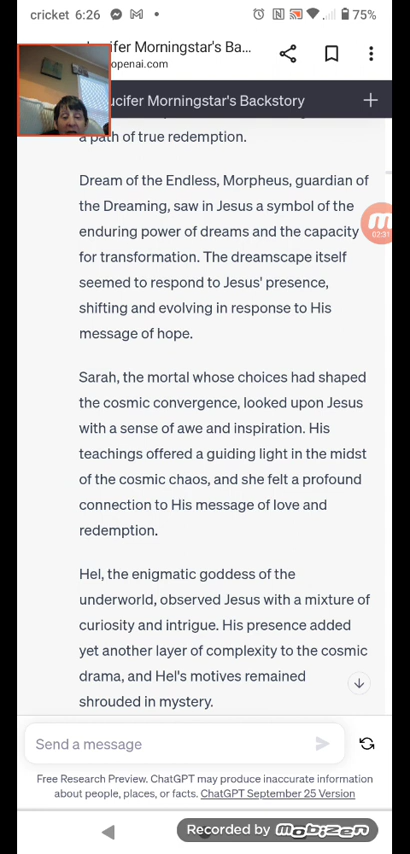 cricket 6:26
75%
ucifer Morningstar's Ba...
openai.com
ucifer Morningstar's Backstory
a path of true redemption.
Dream of the Endless, Morpheus, guardian of
the Dreaming, saw in Jesus a symbol of the
enduring power of dreams and the capacity
for transformation. The dreamscape itself
seemed to respond to Jesus' presence,
shifting and evolving in response to His
message of hope.
02:31
Sarah, the mortal whose choices had shaped
the cosmic convergence, looked upon Jesus
with a sense of awe and inspiration. His
teachings offered a guiding light in the midst
of the cosmic chaos, and she felt a profound
connection to His message of love and
redemption.
Hel, the enigmatic goddess of the
underworld, observed Jesus with a mixture of
curiosity and intrigue. His presence added
yet another layer of complexity to the cosmic
drama, and Hel's motives remained
shrouded in mystery.
Send a message
Free Research Preview. ChatGPT may produce inaccurate information
about people, places, or facts. ChatGPT September 25 Version
Recorded by mobizen